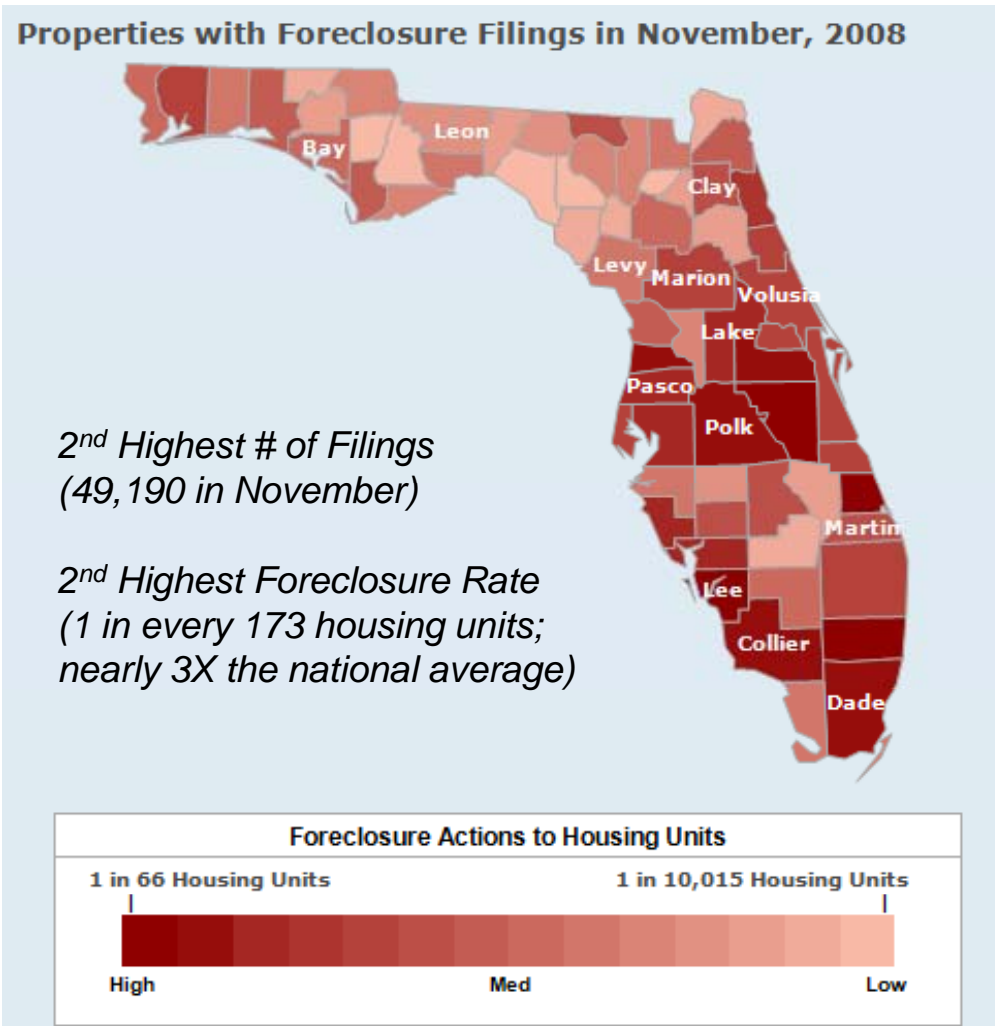 Properties with Foreclosure Filings in November, 2008
Leon
Bay
Clay
Levy
Marion
Volusia
Lake
Pasco
Polk
2nd Highest # of Filings
(49,190 in November)
Martin
2nd Highest Foreclosure Rate
(1 in every 173 housing units;
nearly 3X the national average)
Lee
Collier
Dade
Foreclosure Actions to Housing Units
1 in 66 Housing Units 1 in 10,015 Housing Units
High Med Low